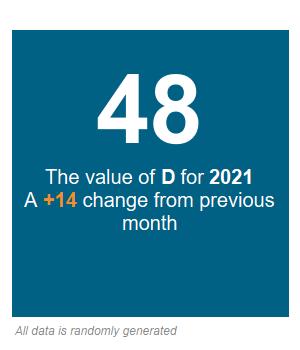 48
The value of D for 2021
A +14 change from previous
month
All data is randomly generated